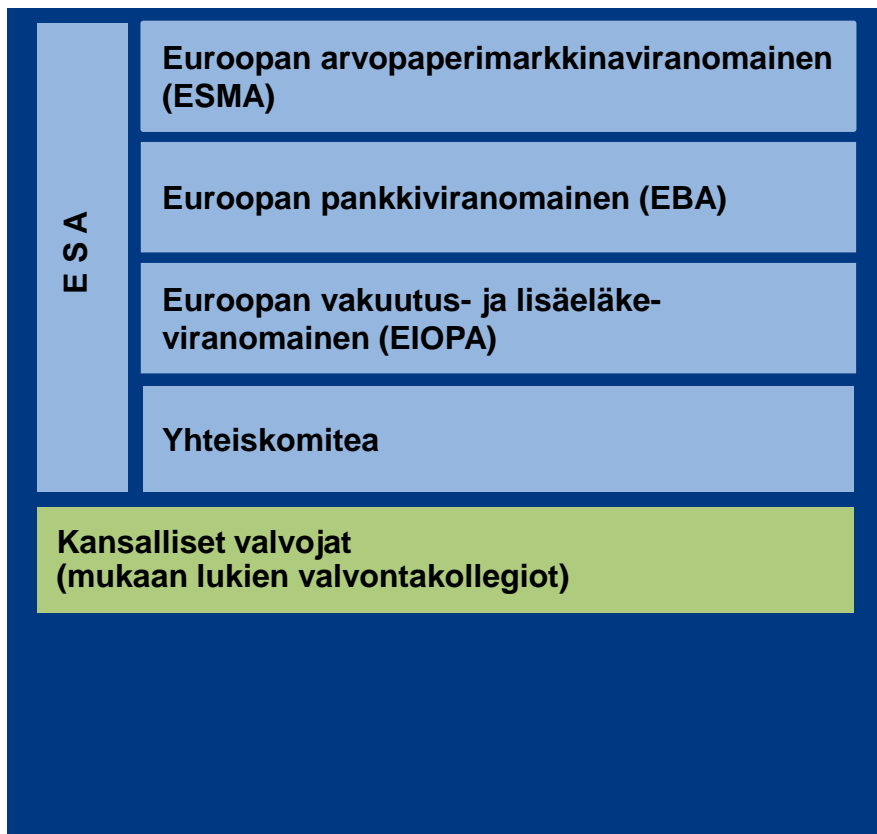 E S A
Euroopan arvopaperimarkkinaviranomainen
(ESMA)
Euroopan pankkiviranomainen (EBA)
Euroopan vakuutus- ja lisäeläke-
viranomainen (EIOPA)
Yhteiskomitea
Kansalliset valvojat
(mukaan lukien valvontakollegiot)